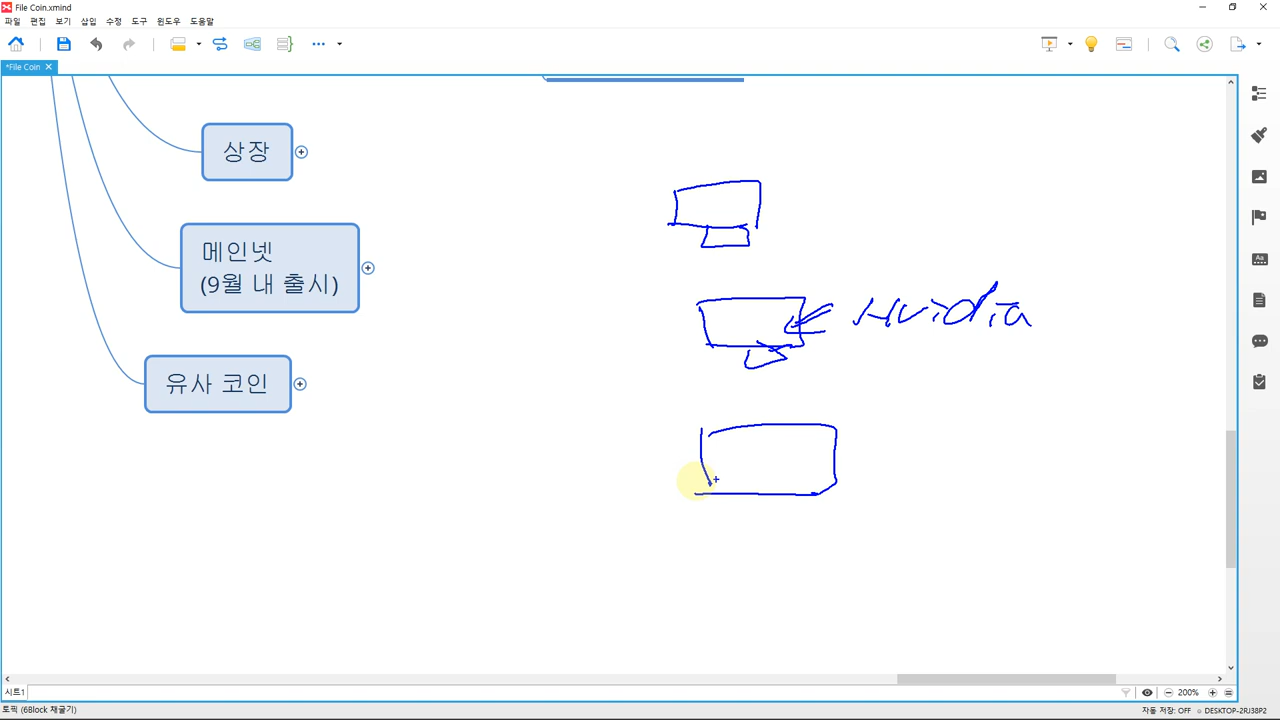 File Coin.xmind
파일 편집 보기 삽입 수정 도구 윈도우 도움말
*File Coin
상장
메인넷
(9월 내 출시)
유사 코인
Nvidia
시트1
200%
토픽 (6Block 채굴기)
자동 저장: OFF
DESKTOP-2RJ38P2